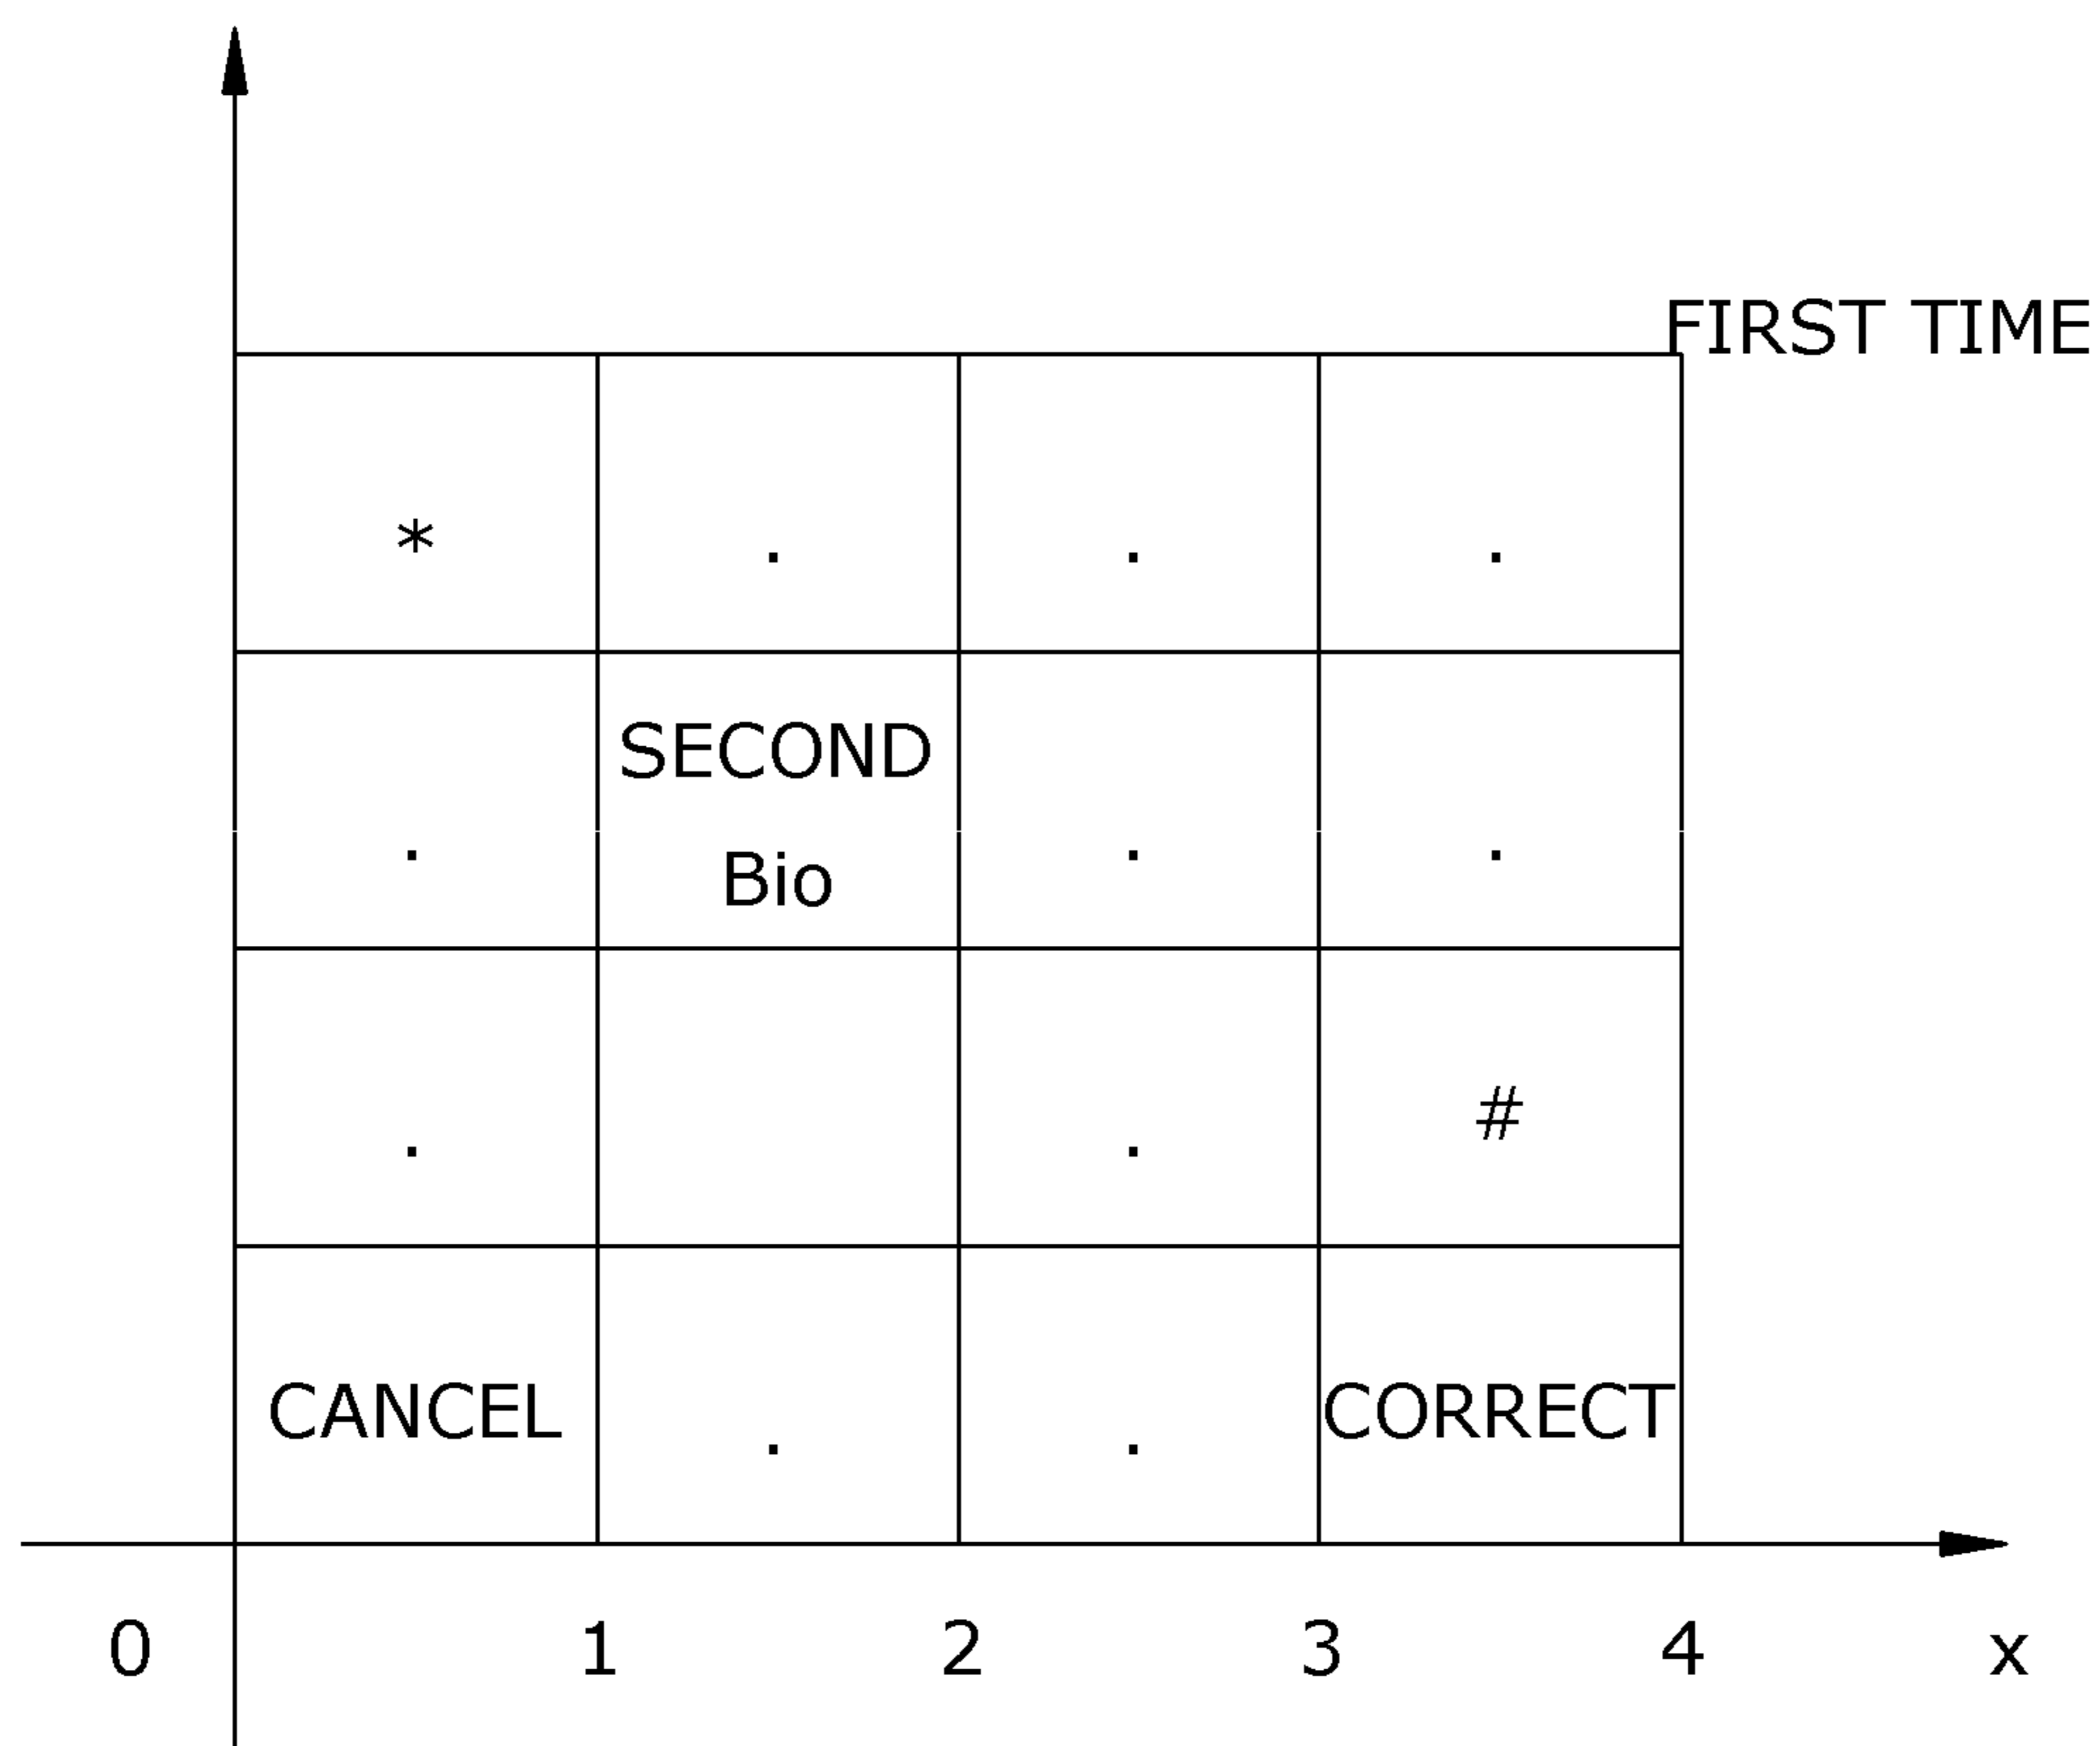 FIRST TIME
* . . .
SECOND
. Bio . .
. . #
CANCEL . . CORRECT
0 1 2 3 4 x